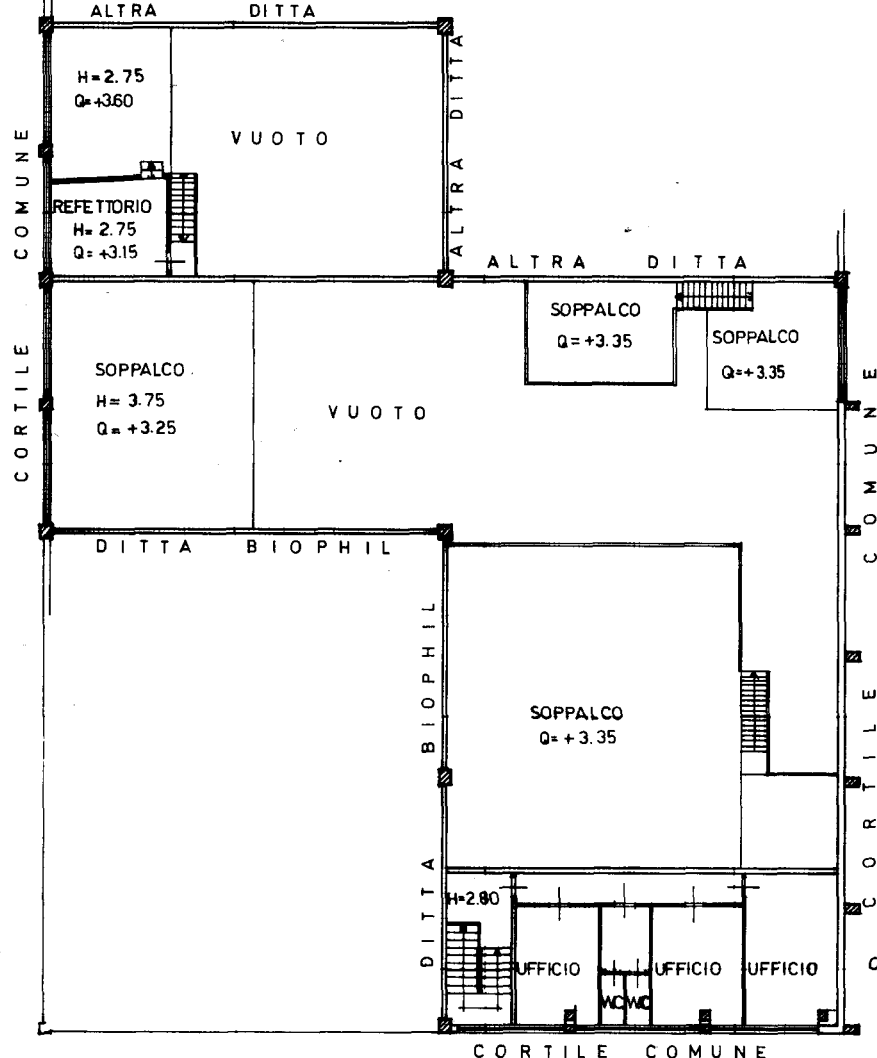 ALTRA DITTA
H=2.75
Q=+3.60
VUOTO
COMUNE
ALTRA DITTA
REFETTORIO
H= 2.75
Q= +3.15
ALTRA DITTA
SOPPALCO
Q=+3.35
SOPPALCO
Q=+3.35
CORTILE
SOPPALCO
H= 3.75
Q= +3.25
VUOTO
COMUNE
DITTA BIOPHIL
DITTA BIOPHIL
SOPPALCO
Q= +3.35
CORTILE
H=2.80
UFFICIO
WC
WC
UFFICIO
UFFICIO
C
CORTILE COMUNE